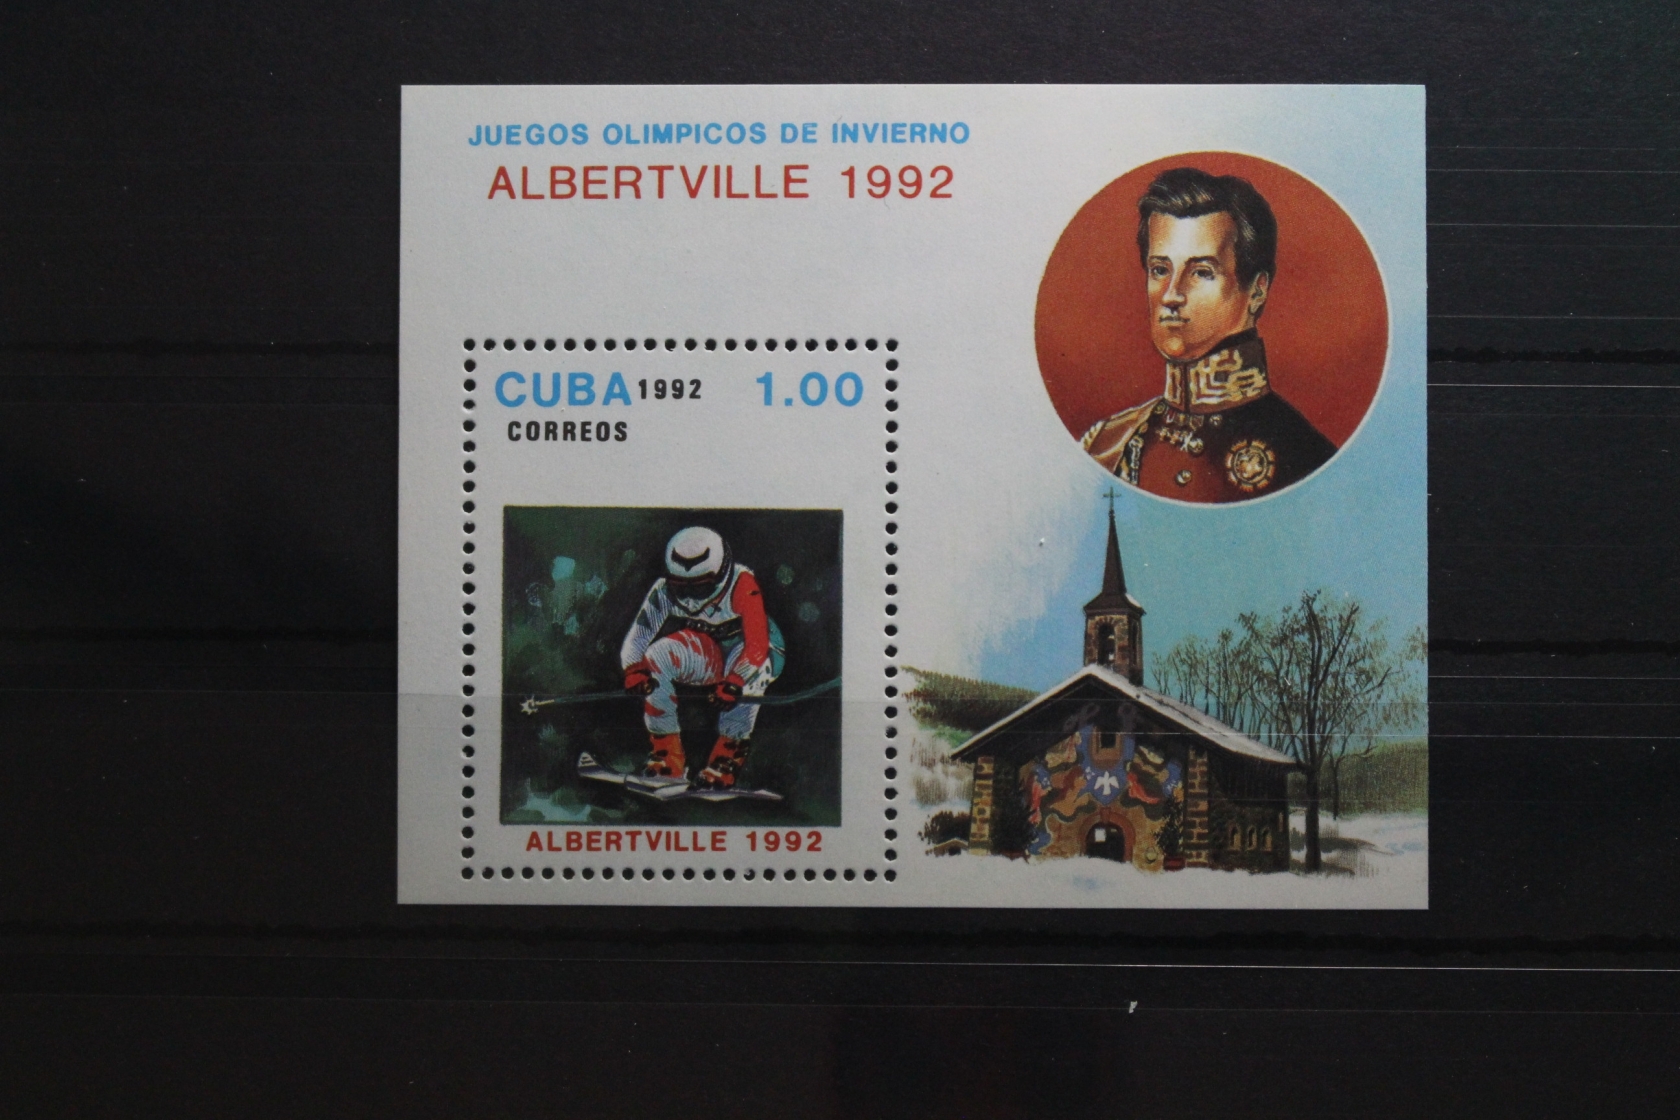 JUEGOS OLIMPICOS DE INVIERNO
ALBERTVILLE 1992
CUBA 1992 1.00
CORREOS
ALBERTVILLE 1992